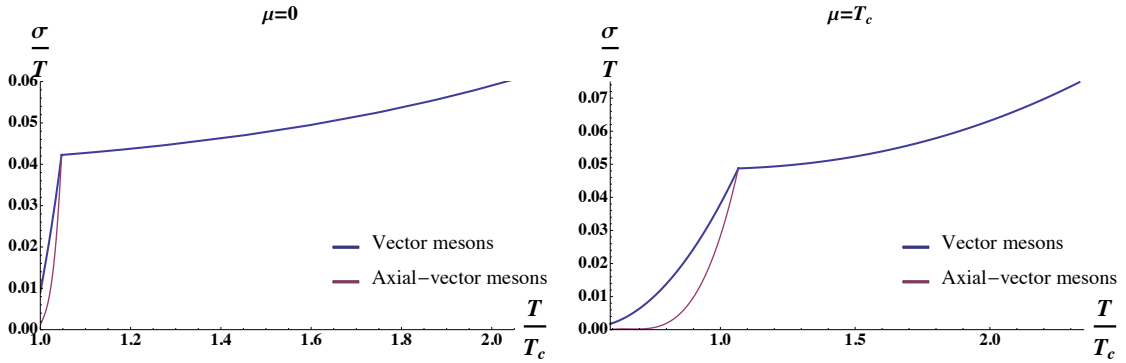 μ=0
σ
T
0.06
0.05
0.04
0.03
0.02
0.01
0.00
1.0
1.2
1.4
1.6
1.8
2.0
Vector mesons
Axial−vector mesons
T
Tc
μ=Tc
σ
T
0.07
0.06
0.05
0.04
0.03
0.02
0.01
0.00
1.0
1.5
2.0
Vector mesons
Axial−vector mesons
T
Tc